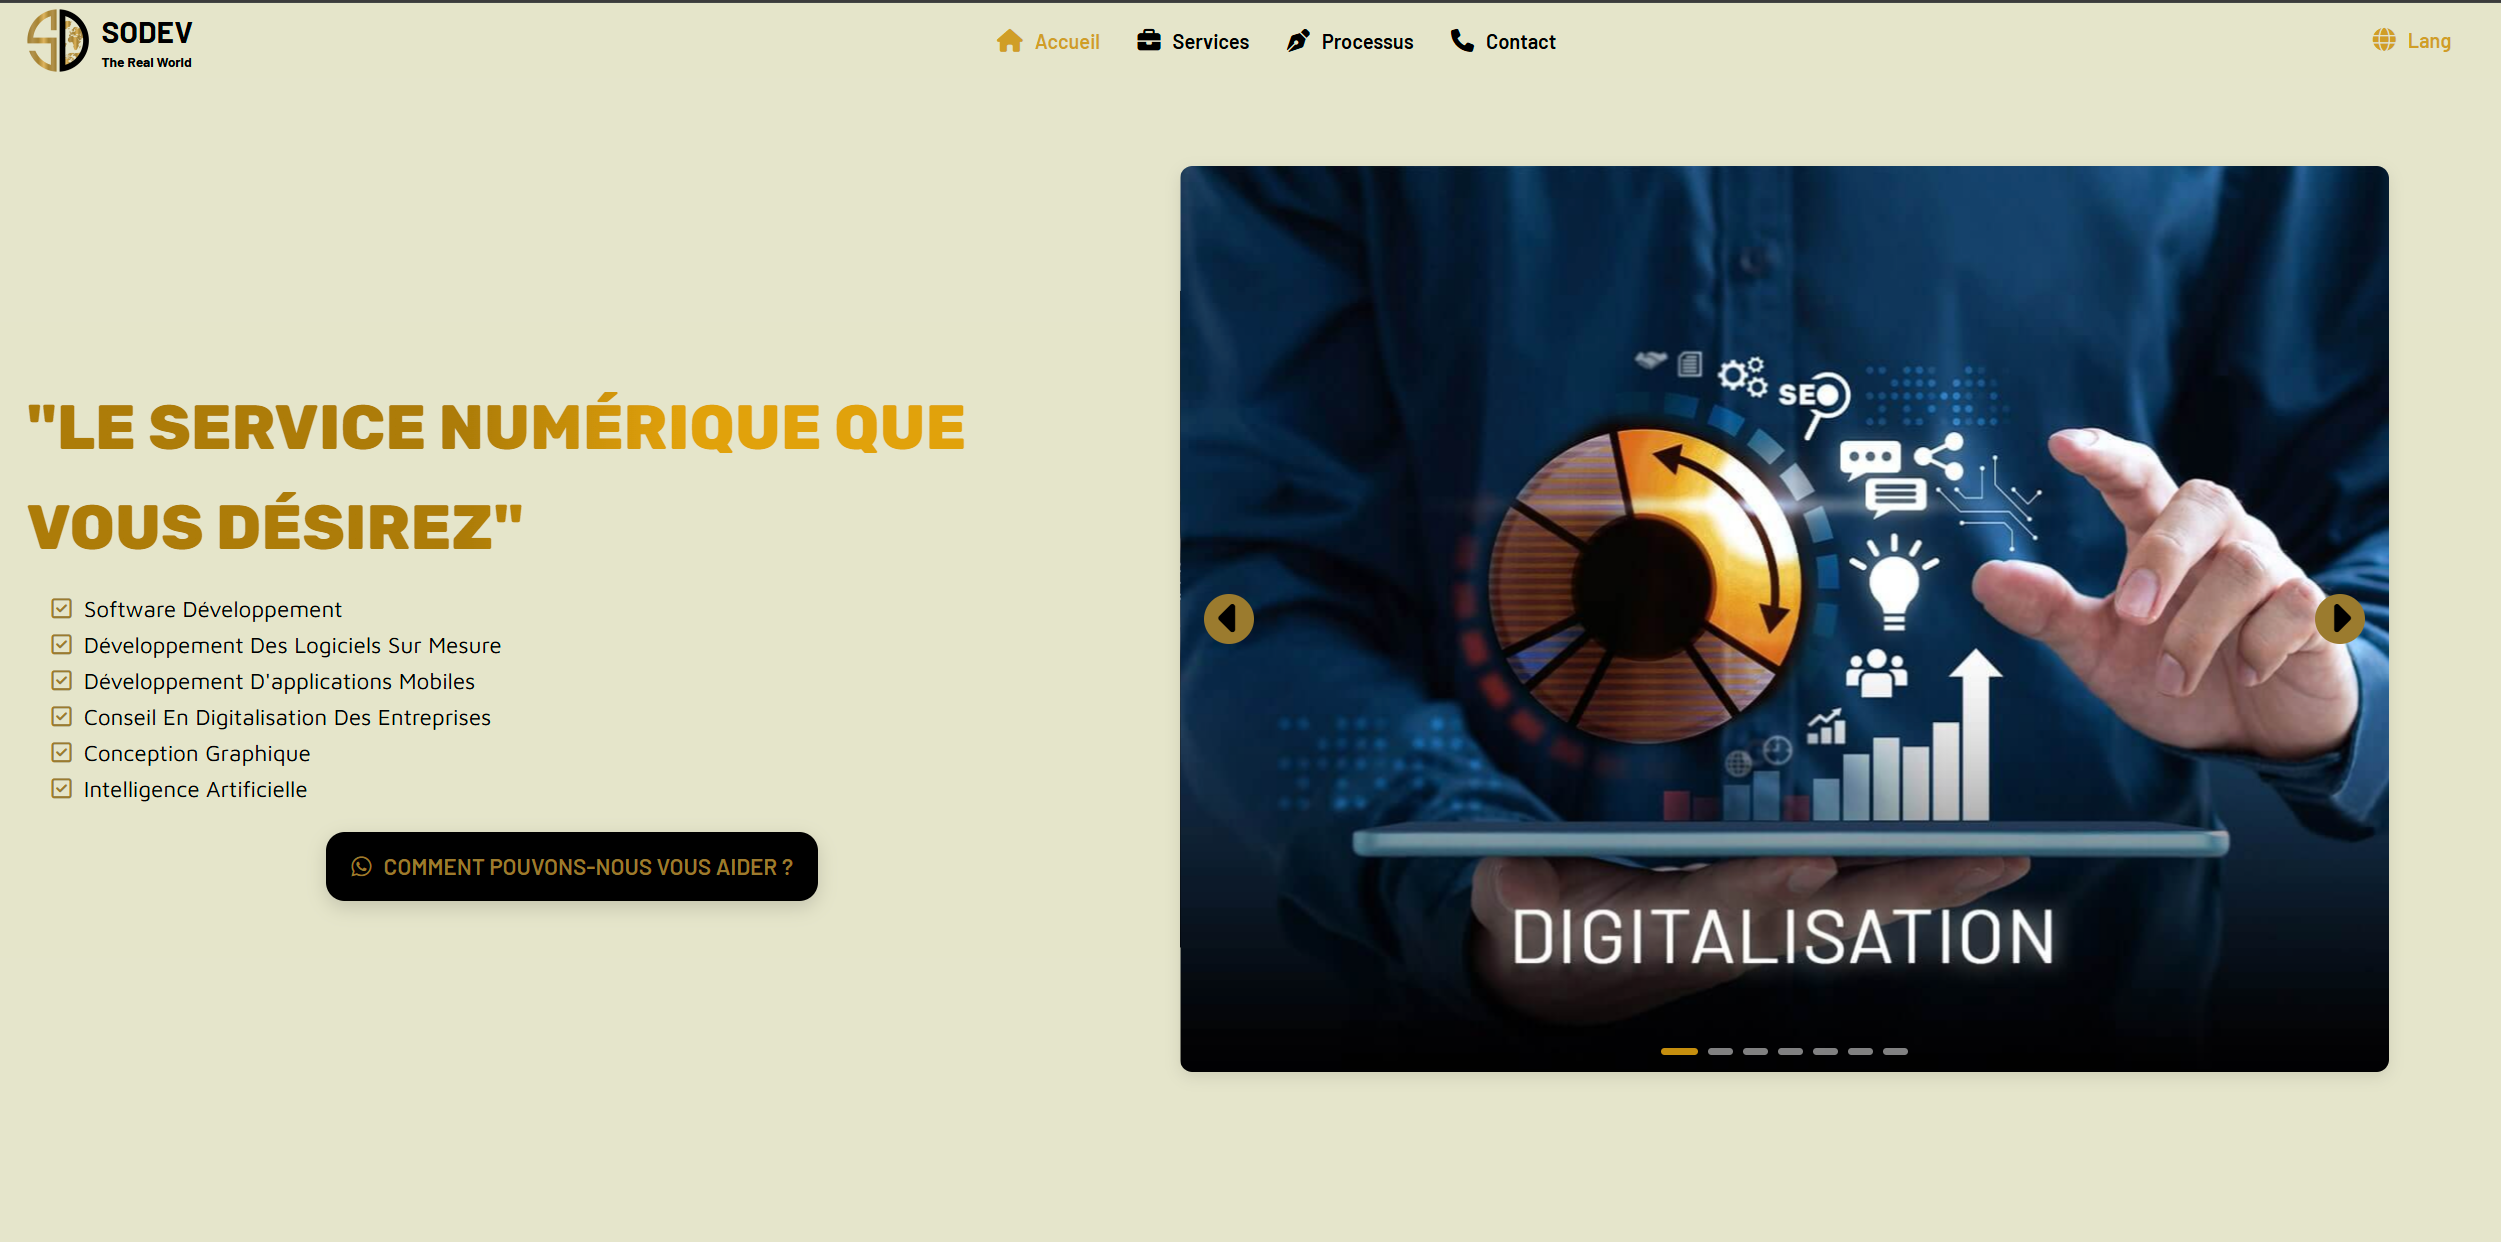 SODEV
The Real World
Accueil
Services
Processus
Contact
Lang
"LE SERVICE NUMÉRIQUE QUE
VOUS DÉSIREZ"
Software Développement
Développement Des Logiciels Sur Mesure
Développement D'applications Mobiles
Conseil En Digitalisation Des Entreprises
Conception Graphique
Intelligence Artificielle
COMMENT POUVONS-NOUS VOUS AIDER ?
SEO
DIGITALISATION